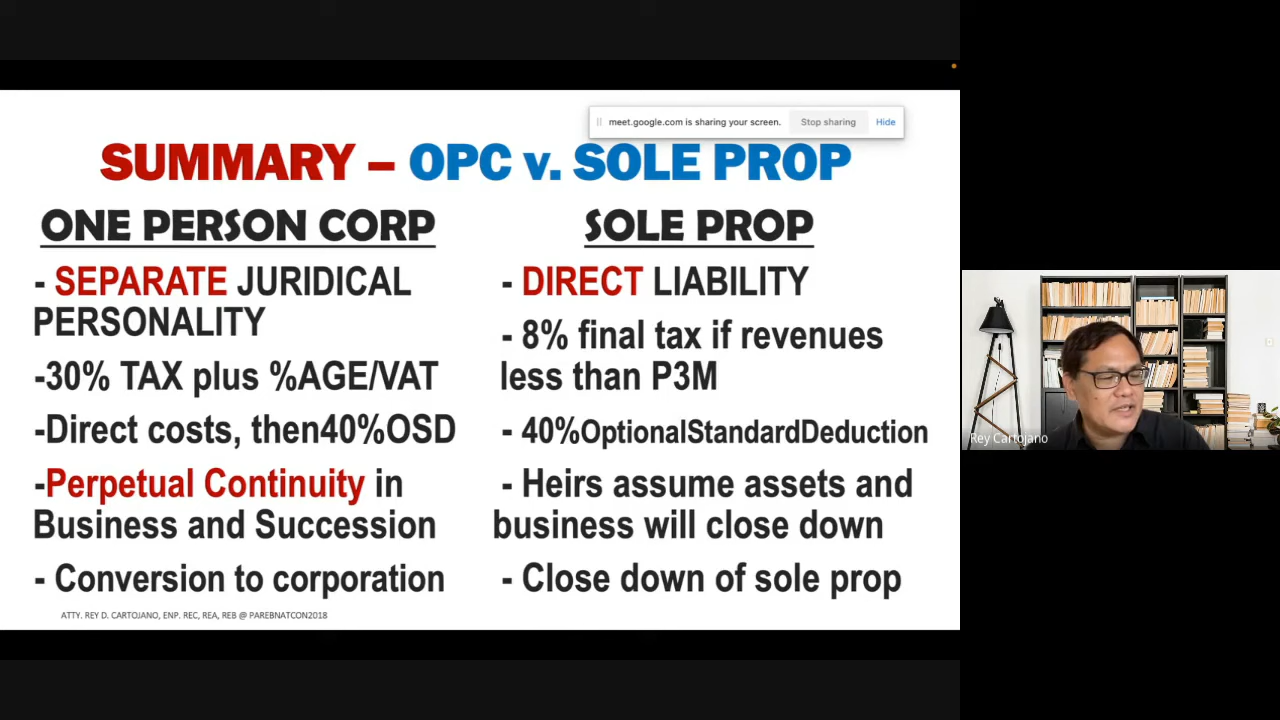 meet.google.com is sharing your screen. Stop sharing Hide
SUMMARY – OPC v. SOLE PROP
ONE PERSON CORP
- SEPARATE JURIDICAL
PERSONALITY
-30% TAX plus %AGE/VAT
-Direct costs, then40%OSD
-Perpetual Continuity in
Business and Succession
- Conversion to corporation
SOLE PROP
- DIRECT LIABILITY
- 8% final tax if revenues
less than P3M
- 40%OptionalStandardDeduction
- Heirs assume assets and
business will close down
- Close down of sole prop
ATTY. REY D. CARTOJANO, ENP. REC, REA, REB @ PAREBNATCON2018
Rey Cartojano